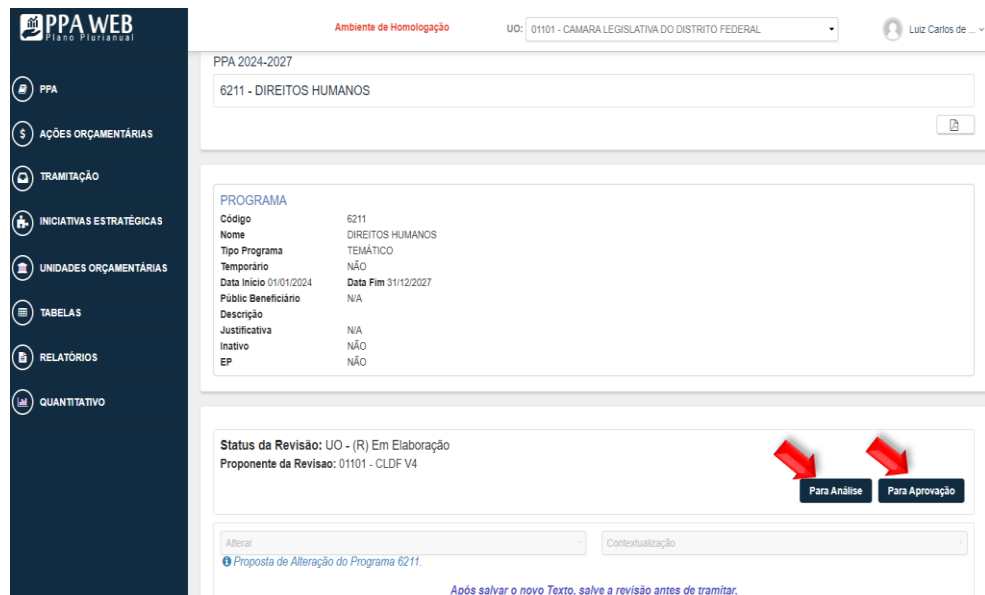 PPA WEB
Plano Plurianual
Ambiente de Homologação
UO: 01101 - CAMARA LEGISLATIVA DO DISTRITO FEDERAL
Luiz Carlos de ...
PPA
AÇÕES ORÇAMENTÁRIAS
TRAMITAÇÃO
INICIATIVAS ESTRATÉGICAS
UNIDADES ORÇAMENTÁRIAS
TABELAS
RELATÓRIOS
QUANTITATIVO
PPA 2024-2027
6211 - DIREITOS HUMANOS
PROGRAMA
Código 6211
Nome DIREITOS HUMANOS
Tipo Programa TEMÁTICO
Temporário NÃO
Data Início 01/01/2024 Data Fim 31/12/2027
Públic Beneficiário N/A
Descrição
Justificativa N/A
Inativo NÃO
EP NÃO
Status da Revisão: UO - (R) Em Elaboração
Proponente da Revisao: 01101 - CLDF V4
Para Análise Para Aprovação
Alterar Contextualização
Proposta de Alteração do Programa 6211.
Após salvar o novo Texto, salve a revisão antes de tramitar.